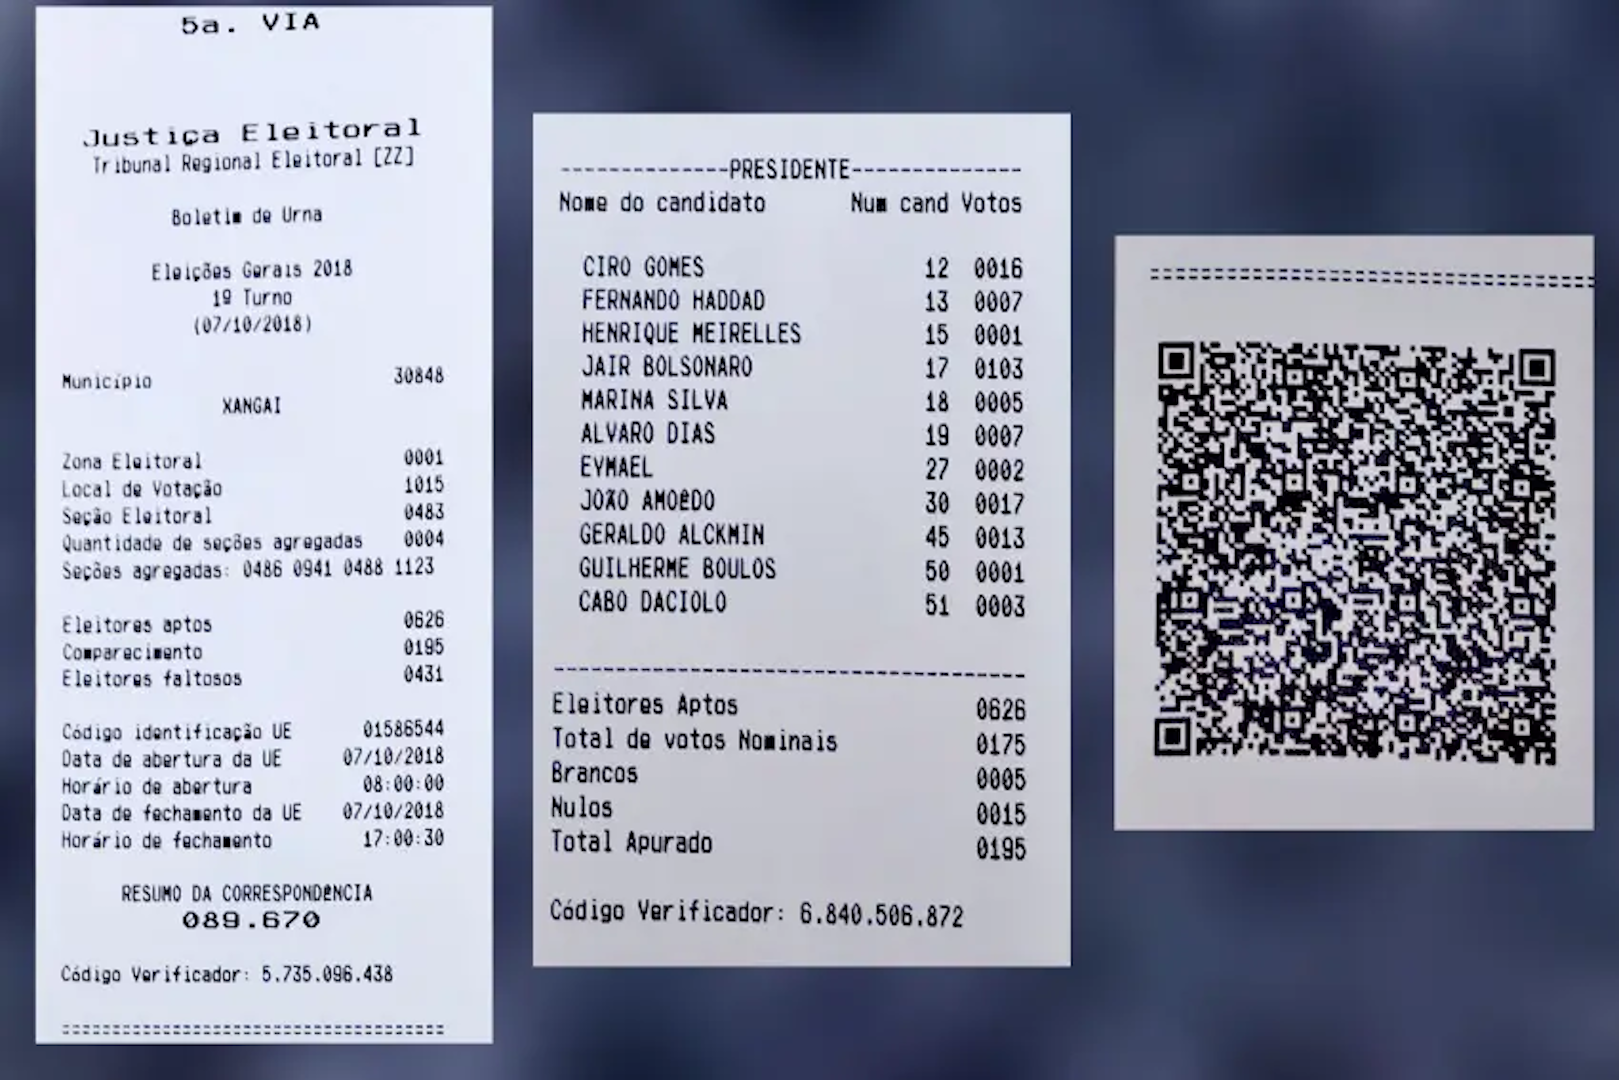 5a. VIA
Justiça Eleitoral
Tribunal Regional Eleitoral [ZZ]
Boletim de Urna
Eleições Gerais 2018
1º Turno
(07/10/2018)
Município 30848
XANGAI
Zona Eleitoral 0001
Local de Votação 1015
Seção Eleitoral 0483
Quantidade de seções agregadas 0004
Seções agregadas: 0486 0941 0488 1123
Eleitores aptos 0626
Comparecimento 0195
Eleitores faltosos 0431
Código identificação UE 01586544
Data de abertura da UE 07/10/2018
Horário de abertura 08:00:00
Data de fechamento da UE 07/10/2018
Horário de fechamento 17:00:30
RESUMO DA CORRESPONDÊNCIA
089.670
Código Verificador: 5.735.096.438
--------------PRESIDENTE--------------
Nome do candidato Num cand Votos
CIRO GOMES 12 0016
FERNANDO HADDAD 13 0007
HENRIQUE MEIRELLES 15 0001
JAIR BOLSONARO 17 0103
MARINA SILVA 18 0005
ALVARO DIAS 19 0007
EYMAEL 27 0002
JOÃO AMOÊDO 30 0017
GERALDO ALCKMIN 45 0013
GUILHERME BOULOS 50 0001
CABO DACIOLO 51 0003
Eleitores Aptos 0626
Total de votos Nominais 0175
Brancos 0005
Nulos 0015
Total Apurado 0195
Código Verificador: 6.840.506.872